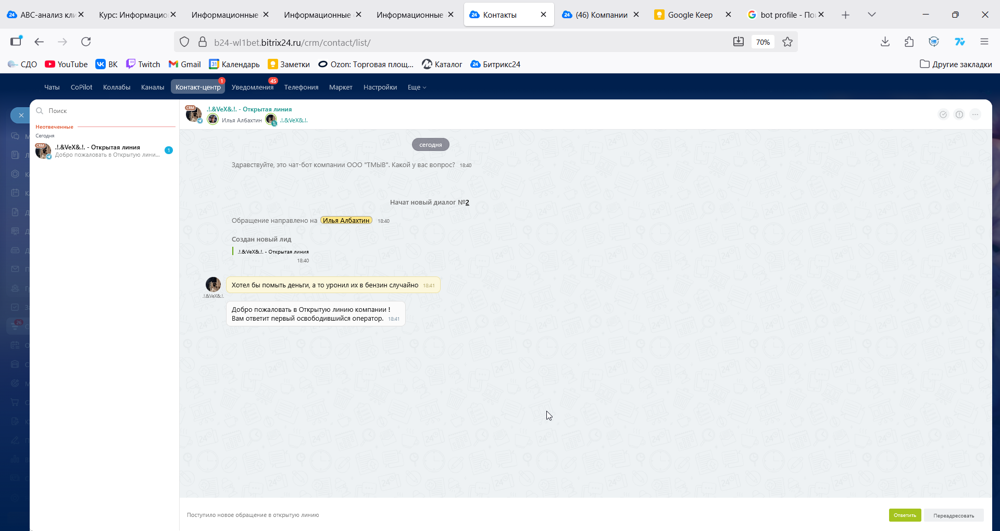 ABC-анализ кли
Курс: Информацио
Информационные
Информационные
Информационные
Контакты
(46) Компании
Google Keep
bot profile - По
b24-wl1bet.bitrix24.ru/crm/contact/list/
70%
СДО
YouTube
ВК
Twitch
Gmail
Календарь
Заметки
Ozon: Торговая площ...
Каталог
Битрикс24
Другие закладки
Чаты
CoPilot
Коллабы
Каналы
Контакт-центр
1
Уведомления
45
Телефония
Маркет
Настройки
Еще
Поиск
Неотвеченные
Сегодня
CRM
.!.&VeX&.!. - Открытая линия
Добро пожаловать в Открытую лини...
1
26
CRM
.!.&VeX&.!. - Открытая линия
Илья Албахтин
.!.&VeX&.!.
сегодня
Здравствуйте, это чат-бот компании ООО "ТМЫВ". Какой у вас вопрос? 18:40
Начат новый диалог №2
Обращение направлено на Илья Албахтин 18:40
Создан новый лид
.!.&VeX&.!. - Открытая линия
18:40
Хотел бы помыть деньги, а то уронил их в бензин случайно 18:41
.!.&VeX&.!.
Добро пожаловать в Открытую линию компании !
Вам ответит первый освободившийся оператор. 18:41
Поступило новое обращение в открытую линию
Ответить
Переадресовать